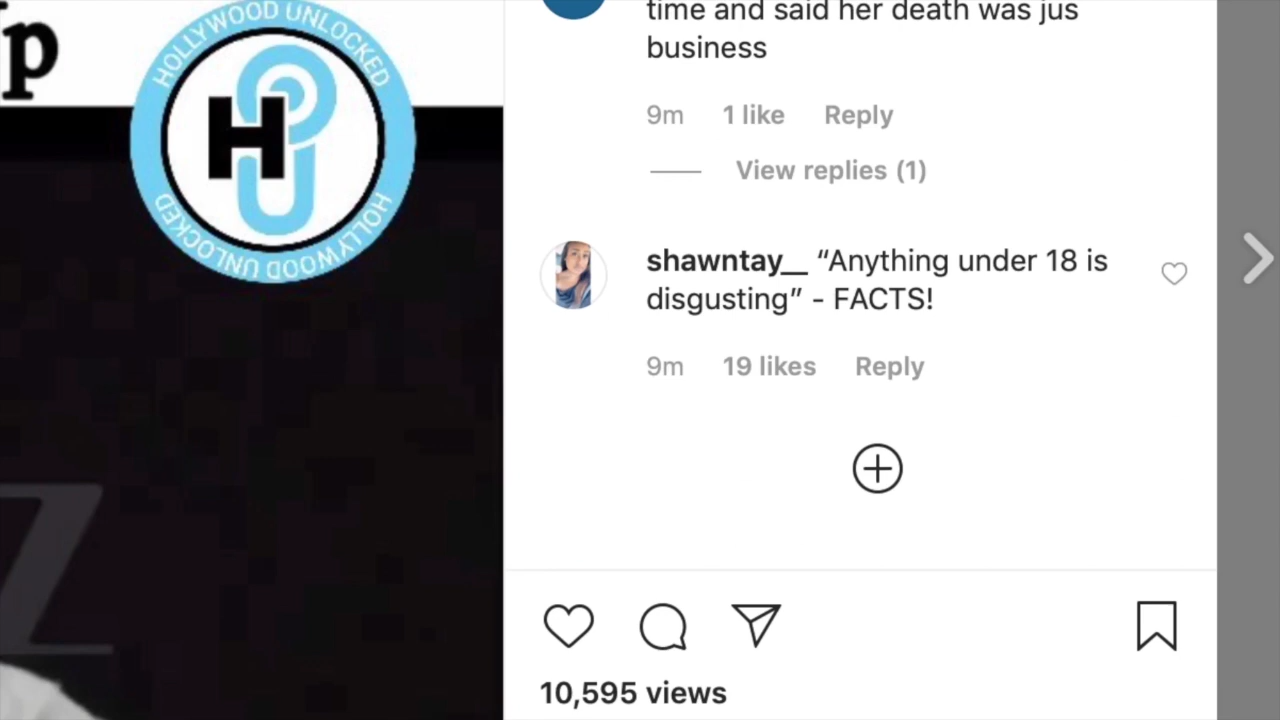 p
HOLLYWOOD UNLOCKED
HU
HOLLYWOOD UNLOCKED
Z
time and said her death was jus
business
9m 1 like Reply
View replies (1)
shawntay__ “Anything under 18 is
disgusting” - FACTS!
9m 19 likes Reply
10,595 views